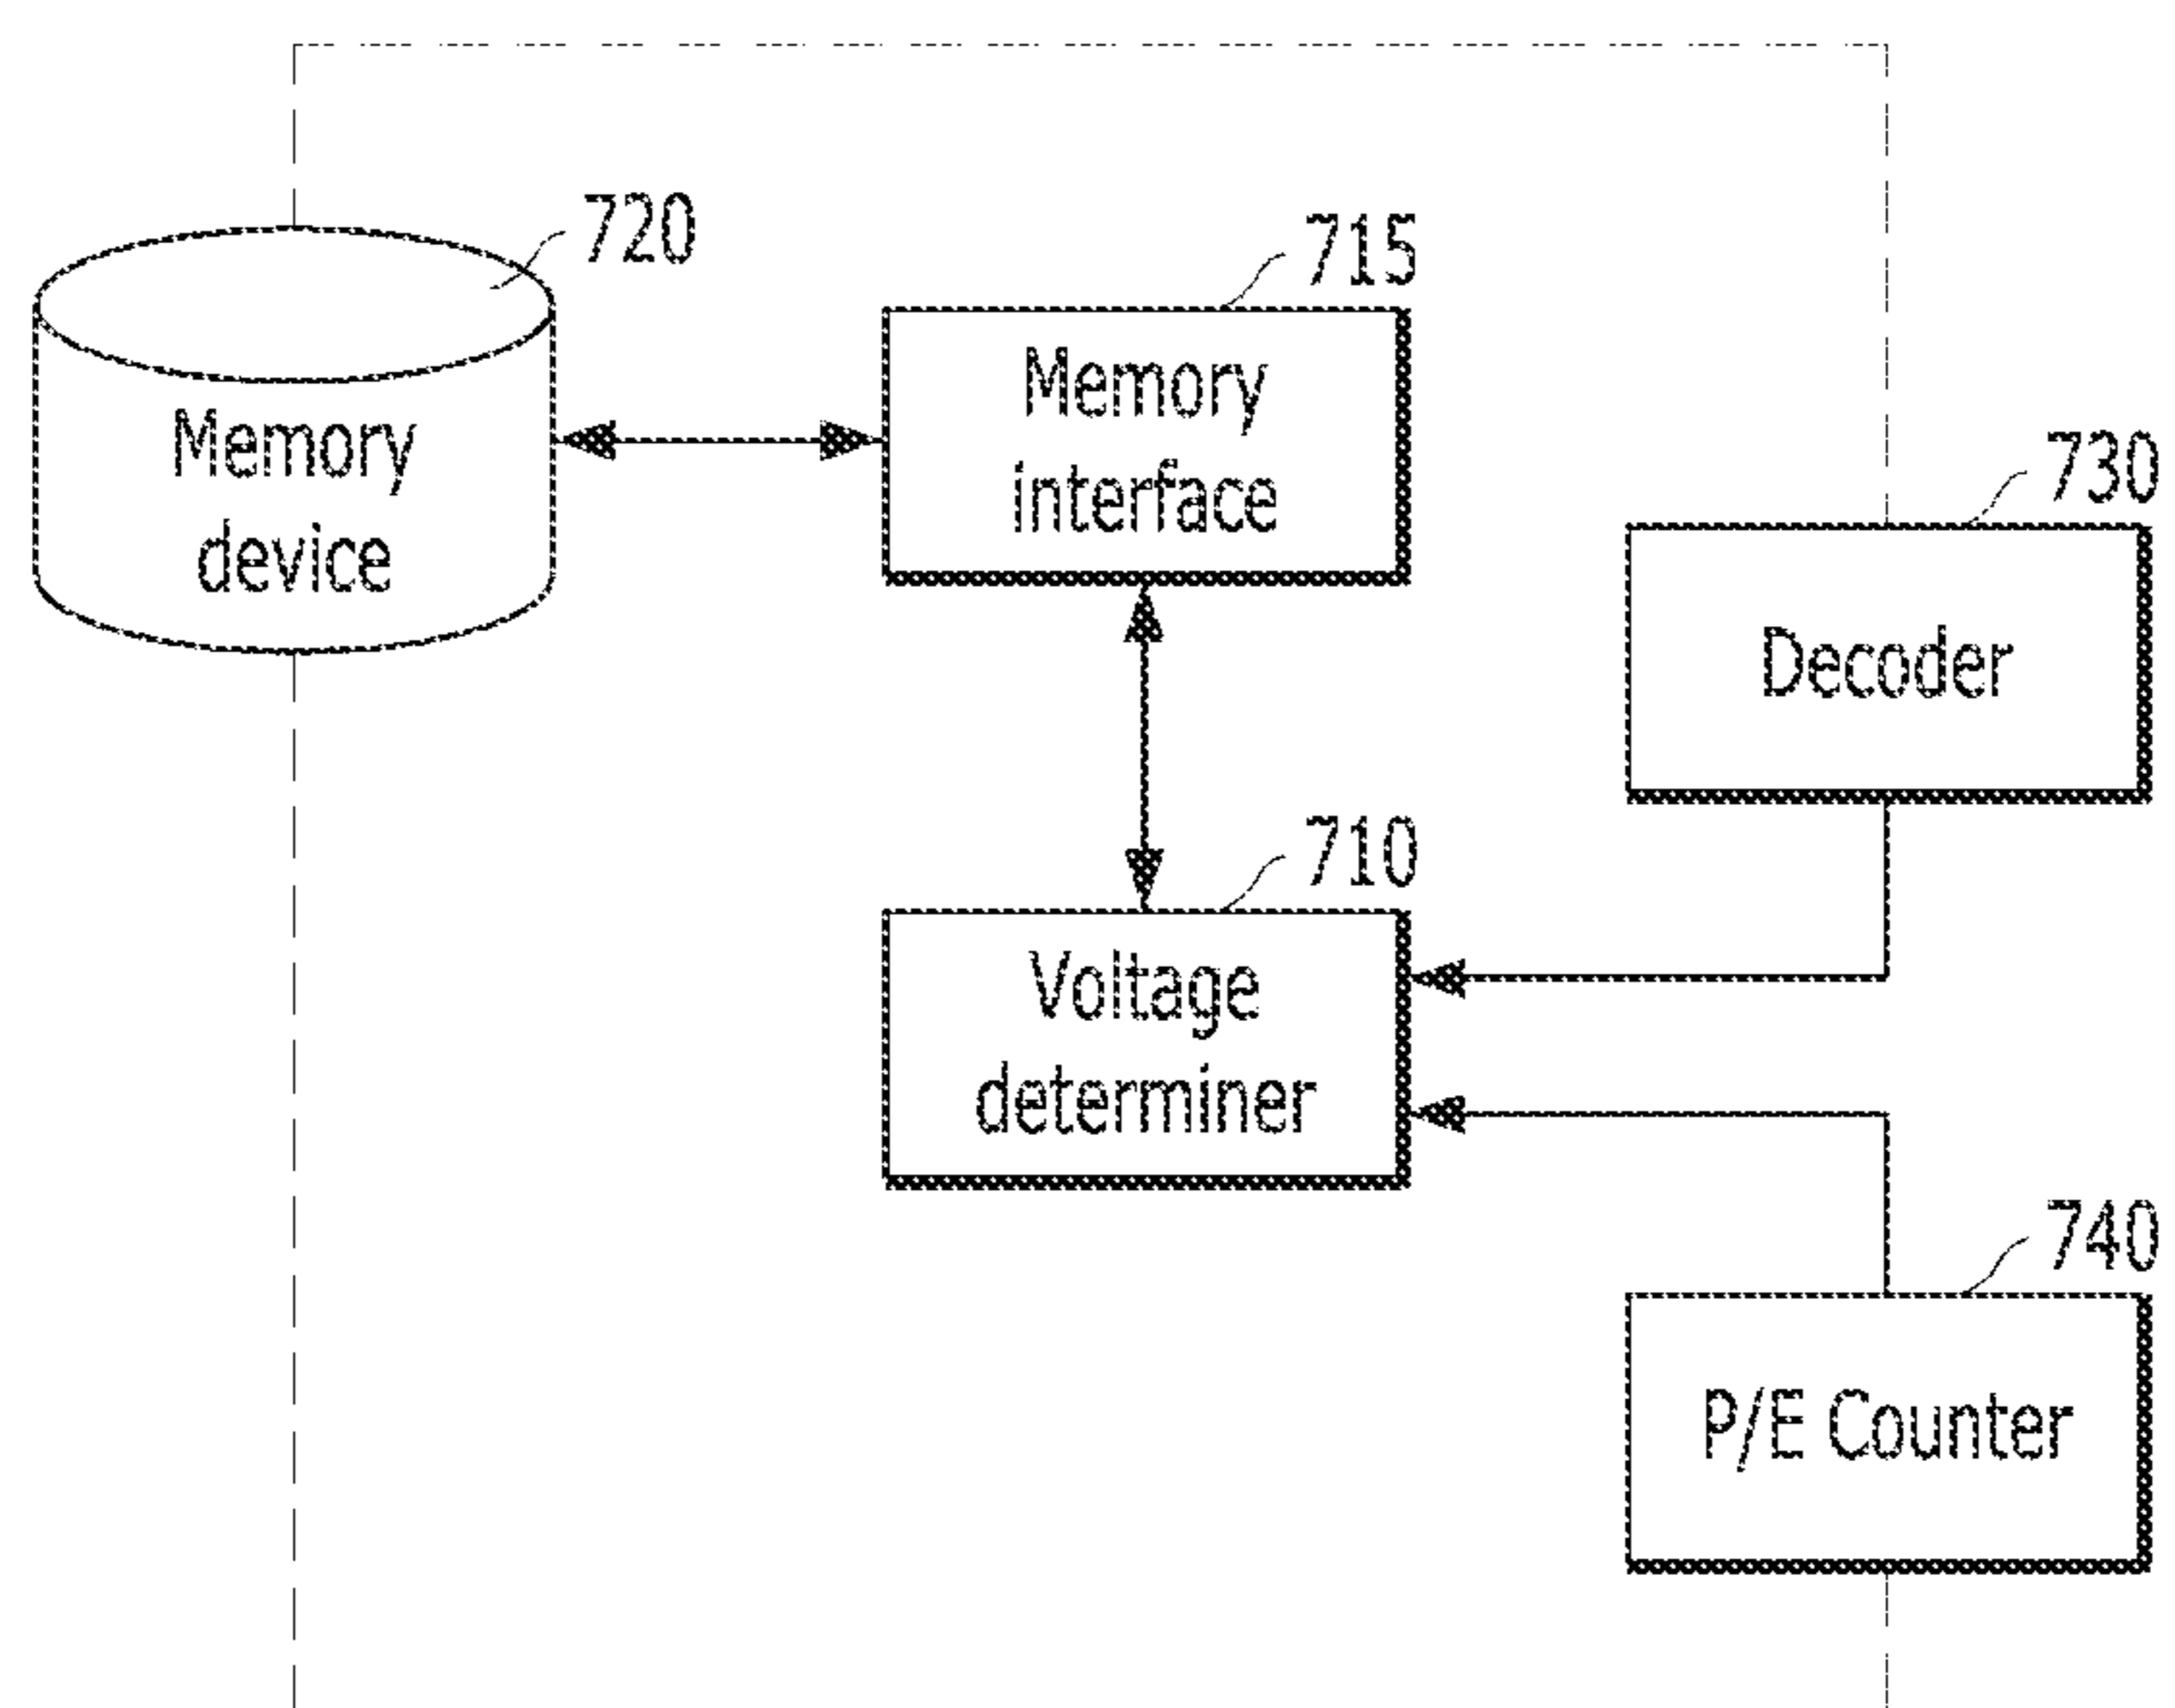 720
715
Memory
interface
Memory
device
730
Decoder
710
Voltage
determiner
740
P/E Counter